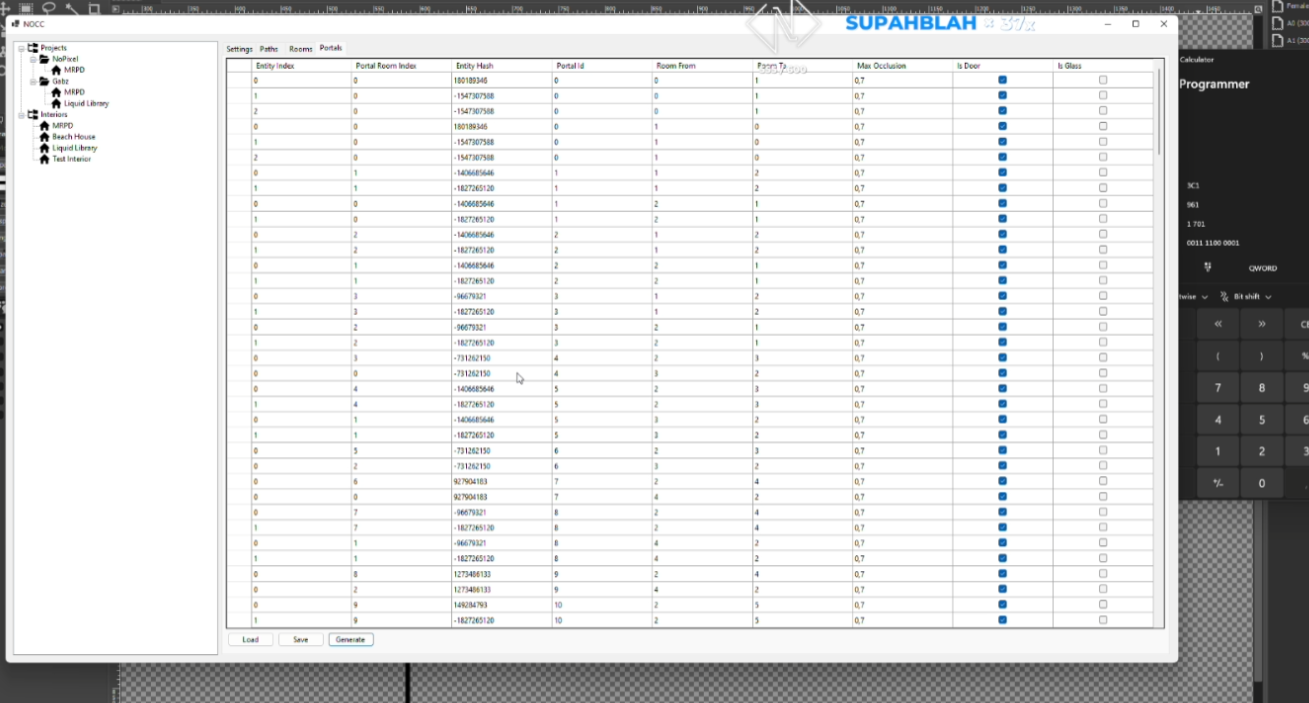 NOCC
SUPAHBLAH × 37x
Projects
NoPixel
MRPD
Gabz
MRPD
Liquid Library
Interiors
MRPD
Beach House
Liquid Library
Test Interior
Settings Paths Rooms Portals
Entity Index Portal Room Index Entity Hash Portal Id Room From Room To Max Occlusion Is Door Is Glass
0 0 180189346 0 0 1 0,7
1 0 -1547307588 0 0 1 0,7
2 0 -1547307588 0 0 1 0,7
0 0 180189346 0 1 0 0,7
1 0 -1547307588 0 1 0 0,7
2 0 -1547307588 0 1 0 0,7
0 1 -1406685646 1 1 2 0,7
1 1 -1827265120 1 1 2 0,7
0 0 -1406685646 1 2 1 0,7
1 0 -1827265120 1 2 1 0,7
0 2 -1406685646 2 1 2 0,7
1 2 -1827265120 2 1 2 0,7
0 1 -1406685646 2 2 1 0,7
1 1 -1827265120 2 2 1 0,7
0 3 -96679321 3 1 2 0,7
1 3 -1827265120 3 1 2 0,7
0 2 -96679321 3 2 1 0,7
1 2 -1827265120 3 2 1 0,7
0 3 -731262150 4 2 3 0,7
0 0 -731262150 4 3 2 0,7
0 4 -1406685646 5 2 3 0,7
1 4 -1827265120 5 2 3 0,7
0 1 -1406685646 5 3 2 0,7
1 1 -1827265120 5 3 2 0,7
0 5 -731262150 6 2 3 0,7
0 2 -731262150 6 3 2 0,7
0 6 927904183 7 2 4 0,7
0 0 927904183 7 4 2 0,7
0 7 -96679321 8 2 4 0,7
1 7 -1827265120 8 2 4 0,7
0 1 -96679321 8 4 2 0,7
1 1 -1827265120 8 4 2 0,7
0 8 1273486133 9 2 4 0,7
0 2 1273486133 9 4 2 0,7
0 9 149284793 10 2 5 0,7
1 9 -1827265120 10 2 5 0,7
Load Save Generate
Calculator
Programmer
3C1
961
1 701
0011 1100 0001
QWORD
Bit shift
« »
( ) %
7 8 9
4 5 6
1 2 3
+/- 0